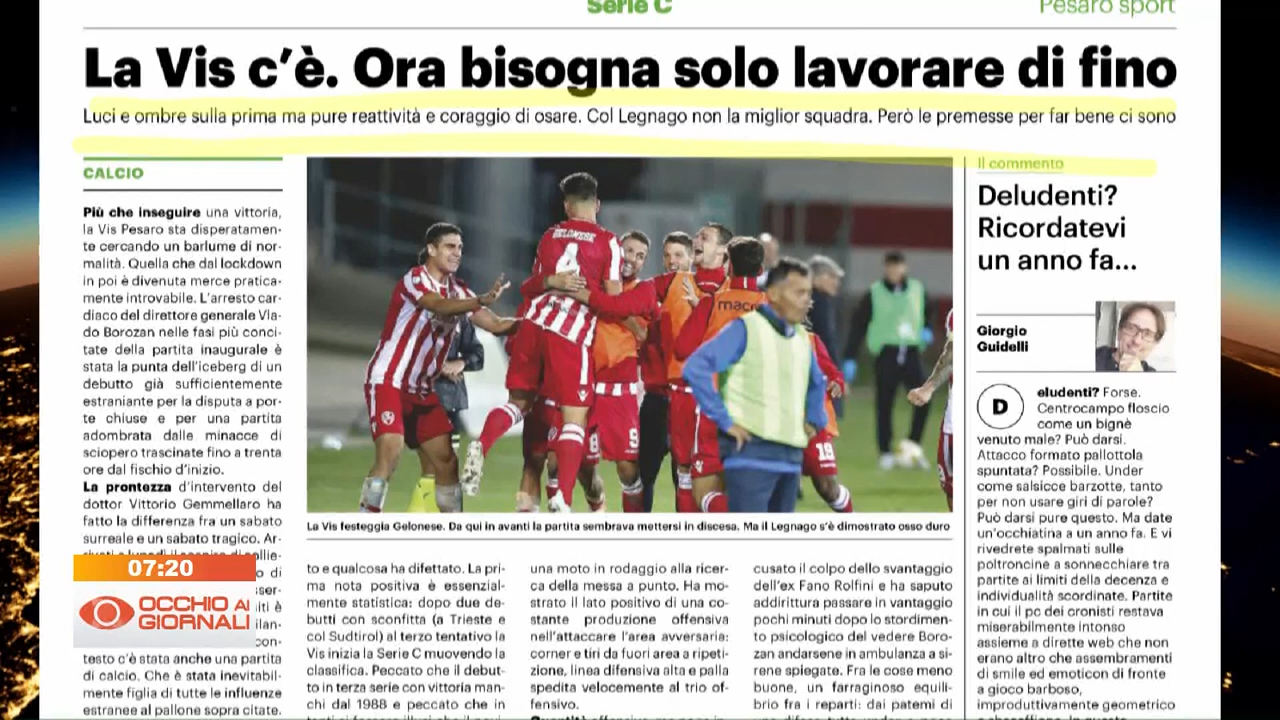 Serie C
Pesaro sport
La Vis c'è. Ora bisogna solo lavorare di fino
Luci e ombre sulla prima ma pure reattività e coraggio di osare. Col Legnago non la miglior squadra. Però le premesse per far bene ci sono
CALCIO
Più che inseguire una vittoria,
la Vis Pesaro sta disperatamen-
te cercando un barlume di nor-
malità. Quella che dal lockdown
in poi è divenuta merce pratica-
mente introvabile. L'arresto car-
diaco del direttore generale Vla-
do Borozan nelle fasi più conci-
tate della partita inaugurale è
stata la punta dell'iceberg di un
debutto già sufficientemente
estraniante per la disputa a por-
te chiuse e per una partita
adombrata dalle minacce di
sciopero trascinate fino a trenta
ore dal fischio d'inizio.
La prontezza d'intervento del
dottor Vittorio Gemmellaro ha
fatto la differenza fra un sabato
surreale e un sabato tragico. Ar-
di
iti è
testo c'è stata anche una partita
di calcio. Che è stata inevitabil-
mente figlia di tutte le influenze
estranee al pallone sopra citate.
07:20
OCCHIO AI
GIORNALI
GELONESE
4
macron
8
9
19
La Vis festeggia Gelonese. Da qui in avanti la partita sembrava mettersi in discesa. Ma il Legnago s'è dimostrato osso duro
to e qualcosa ha difettato. La pri-
ma nota positiva è essenzial-
mente statistica: dopo due de-
butti con sconfitta (a Trieste e
col Sudtirol) al terzo tentativo la
Vis inizia la Serie C muovendo la
classifica. Peccato che il debut-
to in terza serie con vittoria man-
chi dal 1988 e peccato che in
una moto in rodaggio alla ricer-
ca della messa a punto. Ha mo-
strato il lato positivo di una co-
stante produzione offensiva
nell'attaccare l'area avversaria:
corner e tiri da fuori area a ripeti-
zione, linea difensiva alta e palla
spedita velocemente al trio of-
fensivo.
cusato il colpo dello svantaggio
dell'ex Fano Rolfini e ha saputo
addirittura passare in vantaggio
pochi minuti dopo lo stordimen-
to psicologico del vedere Boro-
zan andarsene in ambulanza a si-
rene spiegate. Fra le cose meno
buone, un farraginoso equili-
brio fra i reparti: dai patemi di
Il commento
Deludenti?
Ricordatevi
un anno fa...
Giorgio
Guidelli
D eludenti? Forse.
Centrocampo floscio
come un bignè
venuto male? Può darsi.
Attacco formato pallottola
spuntata? Possibile. Under
come salsicce barzotte, tanto
per non usare giri di parole?
Può darsi pure questo. Ma date
un'occhiatina a un anno fa. E vi
rivedrete spalmati sulle
poltroncine a sonnecchiare tra
partite ai limiti della decenza e
individualità scordinate. Partite
in cui il pc dei cronisti restava
miserabilmente intonso
assieme a dirette web che non
erano altro che assembramenti
di smile ed emoticon di fronte
a gioco barboso,
improduttivamente geometrico